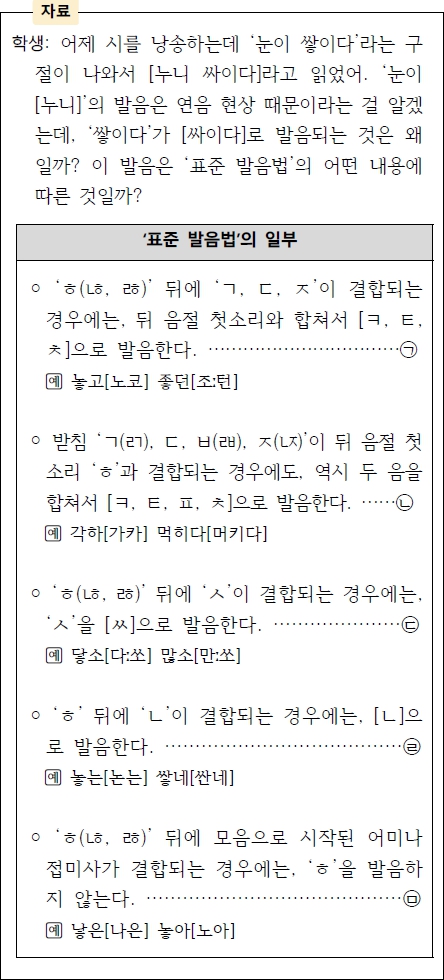 자료
학생: 어제 시를 낭송하는데 ‘눈이 쌓이다’라는 구
절이 나와서 [누니 싸이다]라고 읽었어. ‘눈이
[누니]’의 발음은 연음 현상 때문이라는 걸 알겠
는데, ‘쌓이다’가 [싸이다]로 발음되는 것은 왜
일까? 이 발음은 ‘표준 발음법’의 어떤 내용에
따른 것일까?
‘표준 발음법’의 일부
○ ‘ㅎ(ㄶ, ㅀ)’ 뒤에 ‘ㄱ, ㄷ, ㅈ’이 결합되는
경우에는, 뒤 음절 첫소리와 합쳐서 [ㅋ, ㅌ,
ㅊ]으로 발음한다. ································㉠
예 놓고[노코] 좋던[조ː턴]
○ 받침 ‘ㄱ(ㄺ), ㄷ, ㅂ(ㄼ), ㅈ(ㄵ)’이 뒤 음절 첫
소리 ‘ㅎ’과 결합되는 경우에도, 역시 두 음을
합쳐서 [ㅋ, ㅌ, ㅍ, ㅊ]으로 발음한다. ······㉡
예 각하[가카] 먹히다[머키다]
○ ‘ㅎ(ㄶ, ㅀ)’ 뒤에 ‘ㅅ’이 결합되는 경우에는,
‘ㅅ’을 [ㅆ]으로 발음한다. ······················㉢
예 닿소[다ː쏘] 많소[만ː쏘]
○ ‘ㅎ’ 뒤에 ‘ㄴ’이 결합되는 경우에는, [ㄴ]으
로 발음한다. ········································㉣
예 놓는[논는] 쌓네[싼네]
○ ‘ㅎ(ㄶ, ㅀ)’ 뒤에 모음으로 시작된 어미나
접미사가 결합되는 경우에는, ‘ㅎ’을 발음하
지 않는다. ···········································㉤
예 낳은[나은] 놓아[노아]